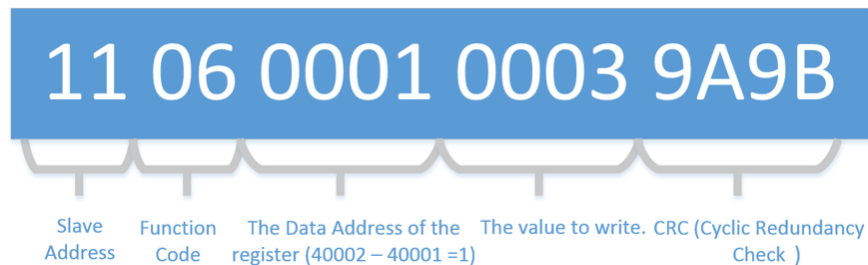 11 06 0001 0003 9A9B
Slave
Address
Function
Code
The Data Address of the
register (40002 – 40001 =1)
The value to write.
CRC (Cyclic Redundancy
Check )